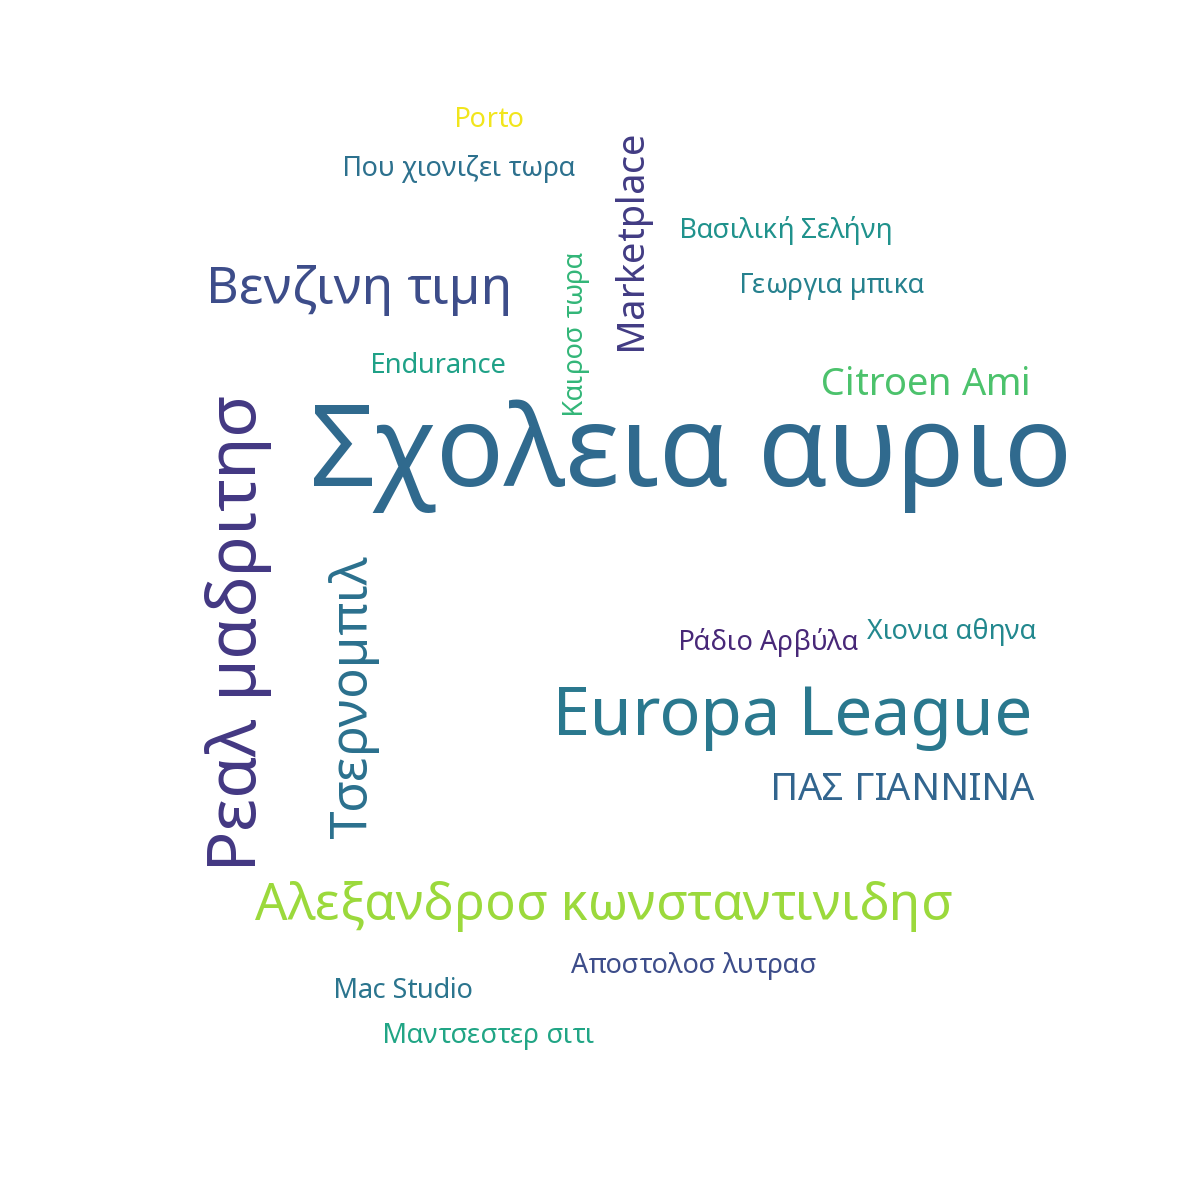 Porto
Που χιονιζει τωρα
Marketplace
Βασιλική Σελήνη
Βενζινη τιμη
Καιροσ τωρα
Γεωργια μπικα
Endurance
Citroen Ami
Σχολεια αυριο
Ρεαλ μαδριτησ
Τσερνομπιλ
Ράδιο Αρβύλα
Χιονια αθηνα
Europa League
ΠΑΣ ΓΙΑΝΝΙΝΑ
Αλεξανδροσ κωνσταντινιδησ
Αποστολοσ λυτρασ
Mac Studio
Μαντσεστερ σιτι